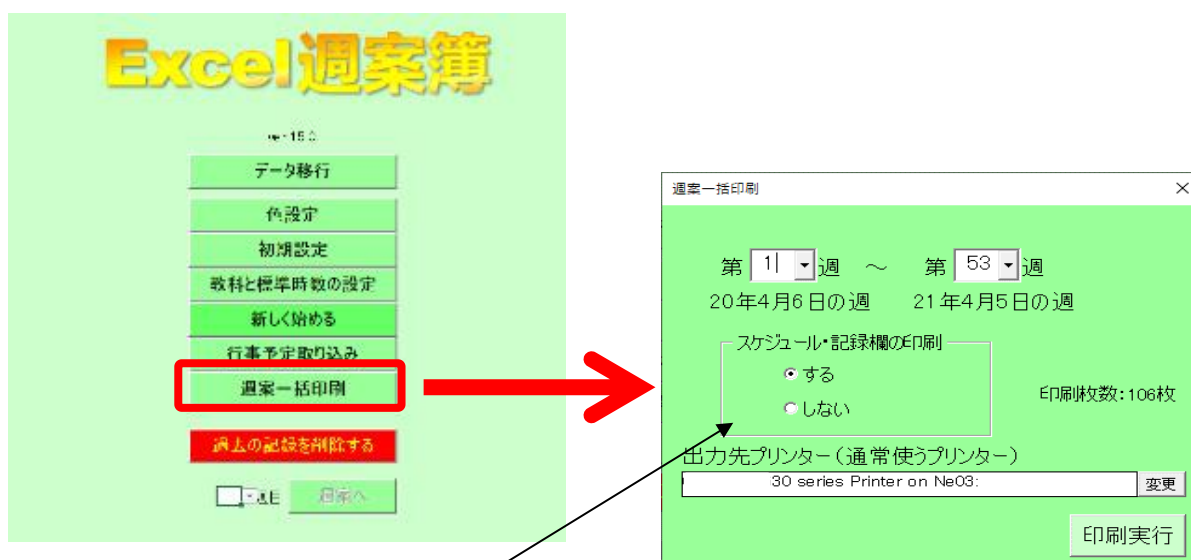 Excel週案簿
ver15.0
データ移行
色設定
初期設定
教科と標準時数の設定
新しく始める
行事予定取り込み
週案一括印刷
過去の記録を削除する
週目
週案へ
週案一括印刷
第 1 週 ～ 第 53 週
20年4月6日の週 21年4月5日の週
スケジュール・記録欄の印刷
する
しない
印刷枚数:106枚
出力先プリンター(通常使うプリンター)
30 series Printer on Ne03:
変更
印刷実行